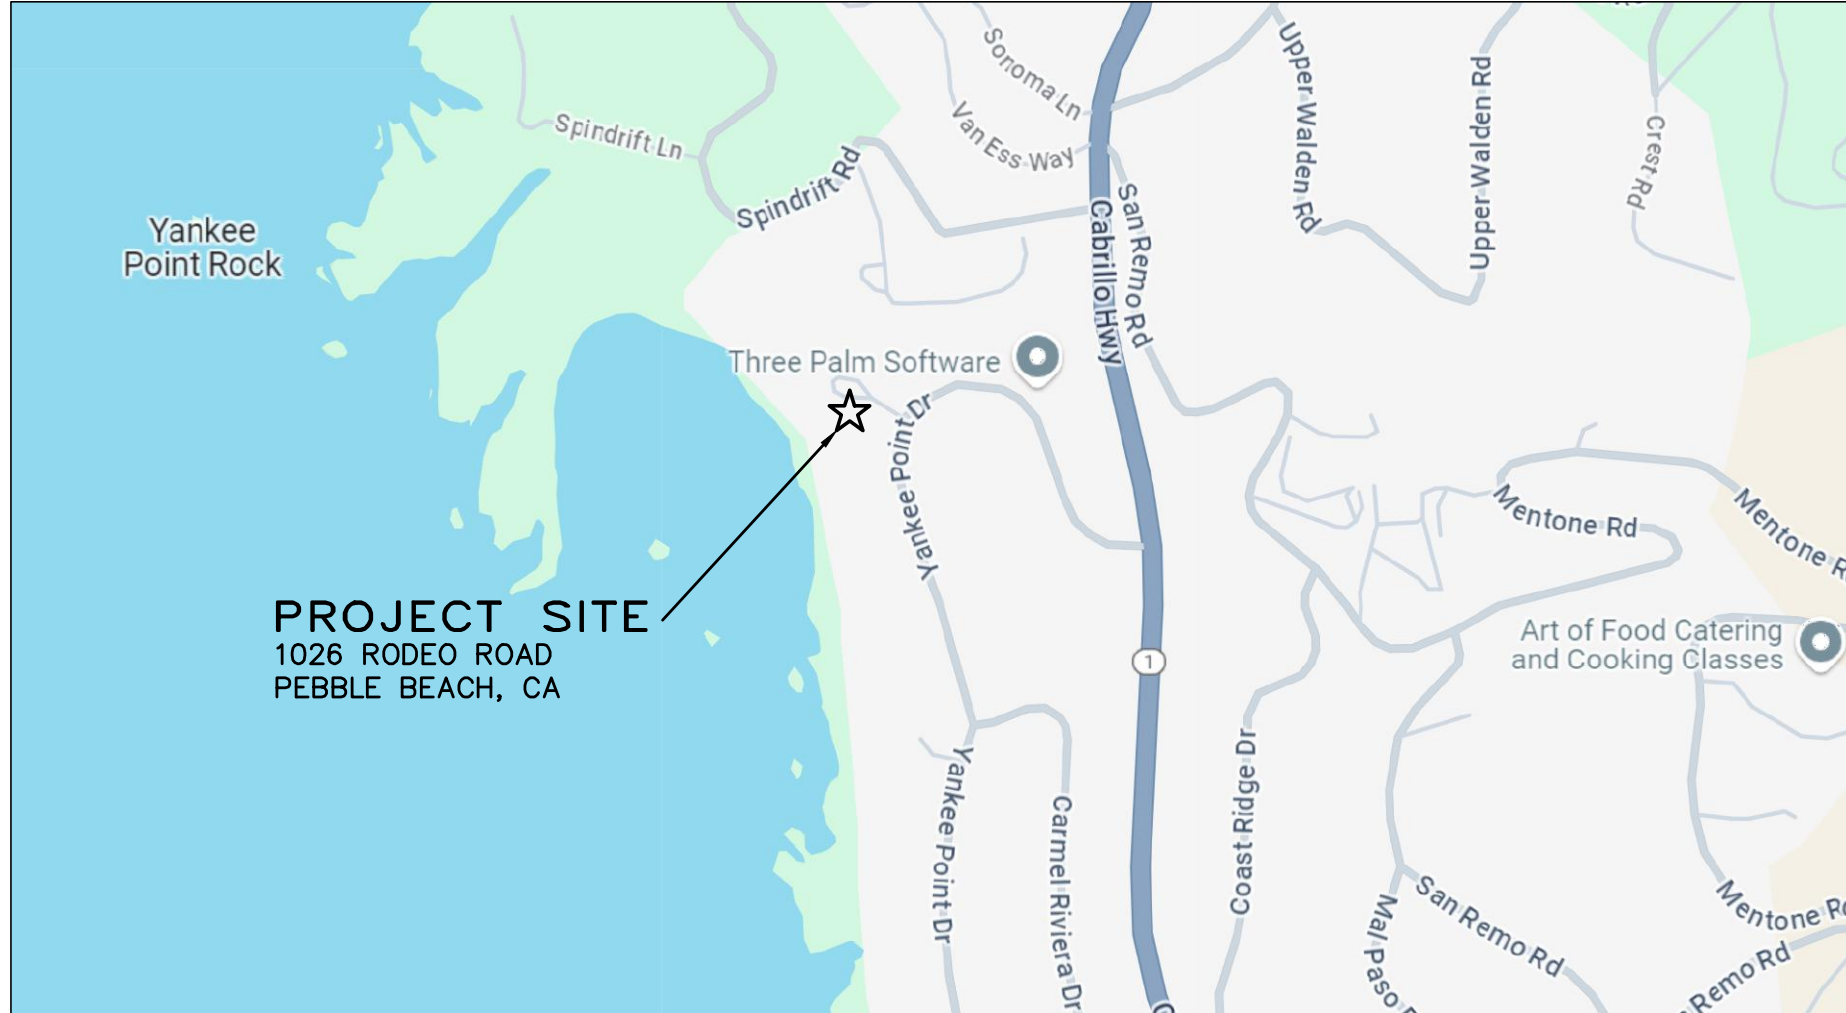 Sonoma Ln
Van Ess Way
Spindrift Ln
Spindrift Rd
Upper Walden Rd
Upper Walden Rd
Crest Rd
Yankee
Point Rock
San Remo Rd
Cabrillo Hwy
Three Palm Software
Yankee Point Dr
Mentone Rd
Mentone R
PROJECT SITE
1026 RODEO ROAD
PEBBLE BEACH, CA
1
Art of Food Catering
and Cooking Classes
Yankee Point Dr
Carmel Riviera Dr
Coast Ridge Dr
Mal Paso
San Remo Rd
Mentone Rd
Remo Rd